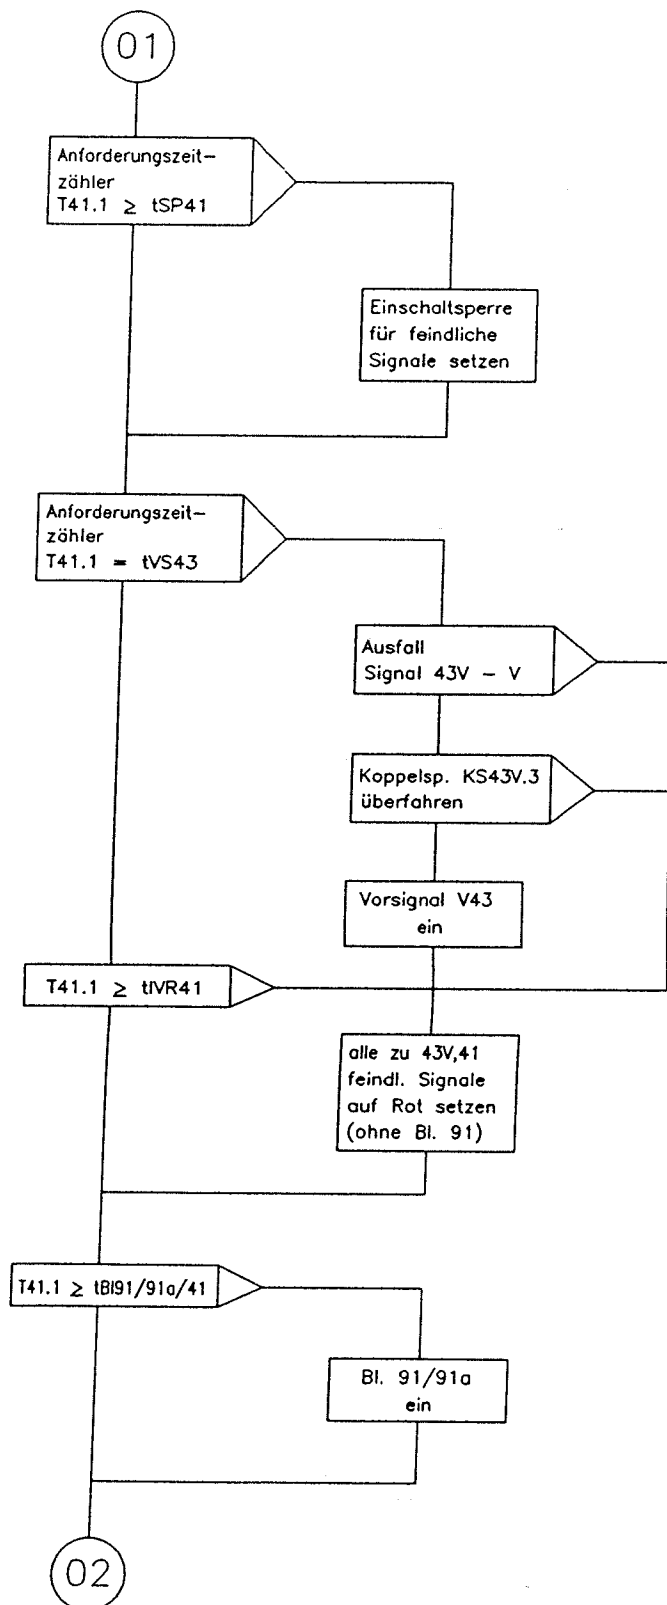 01
Anforderungszeit-
zähler
T41.1 ≥ tSP41
Einschaltsperre
für feindliche
Signale setzen
Anforderungszeit-
zähler
T41.1 = tVS43
Ausfall
Signal 43V - V
Koppelsp. KS43V.3
überfahren
Vorsignal V43
ein
T41.1 ≥ tIVR41
alle zu 43V,41
feindl. Signale
auf Rot setzen
(ohne Bl. 91)
T41.1 ≥ tBl91/91a/41
Bl. 91/91a
ein
02